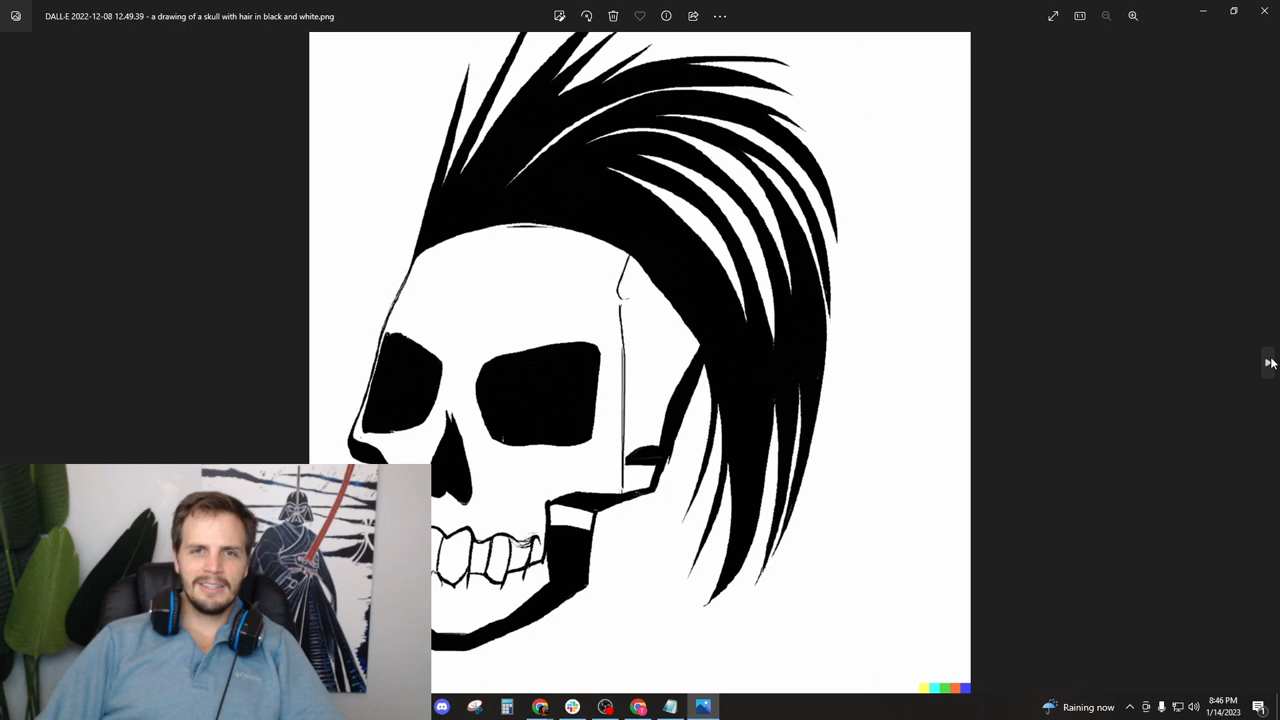 DALL·E 2022-12-08 12.49.39 - a drawing of a skull with hair in black and white.png
Raining now
8:46 PM
1/14/2023